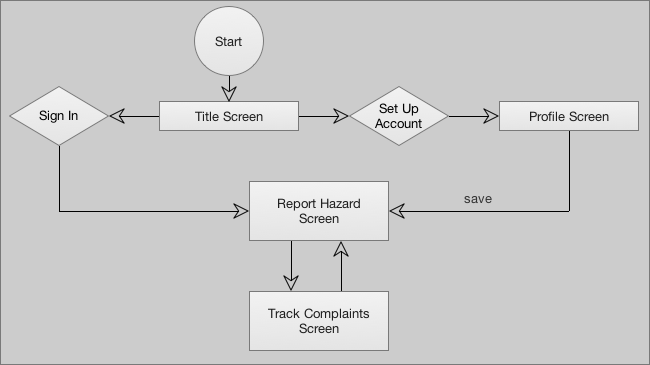 Start
Sign In
Title Screen
Set Up
Account
Profile Screen
Report Hazard
Screen
save
Track Complaints
Screen